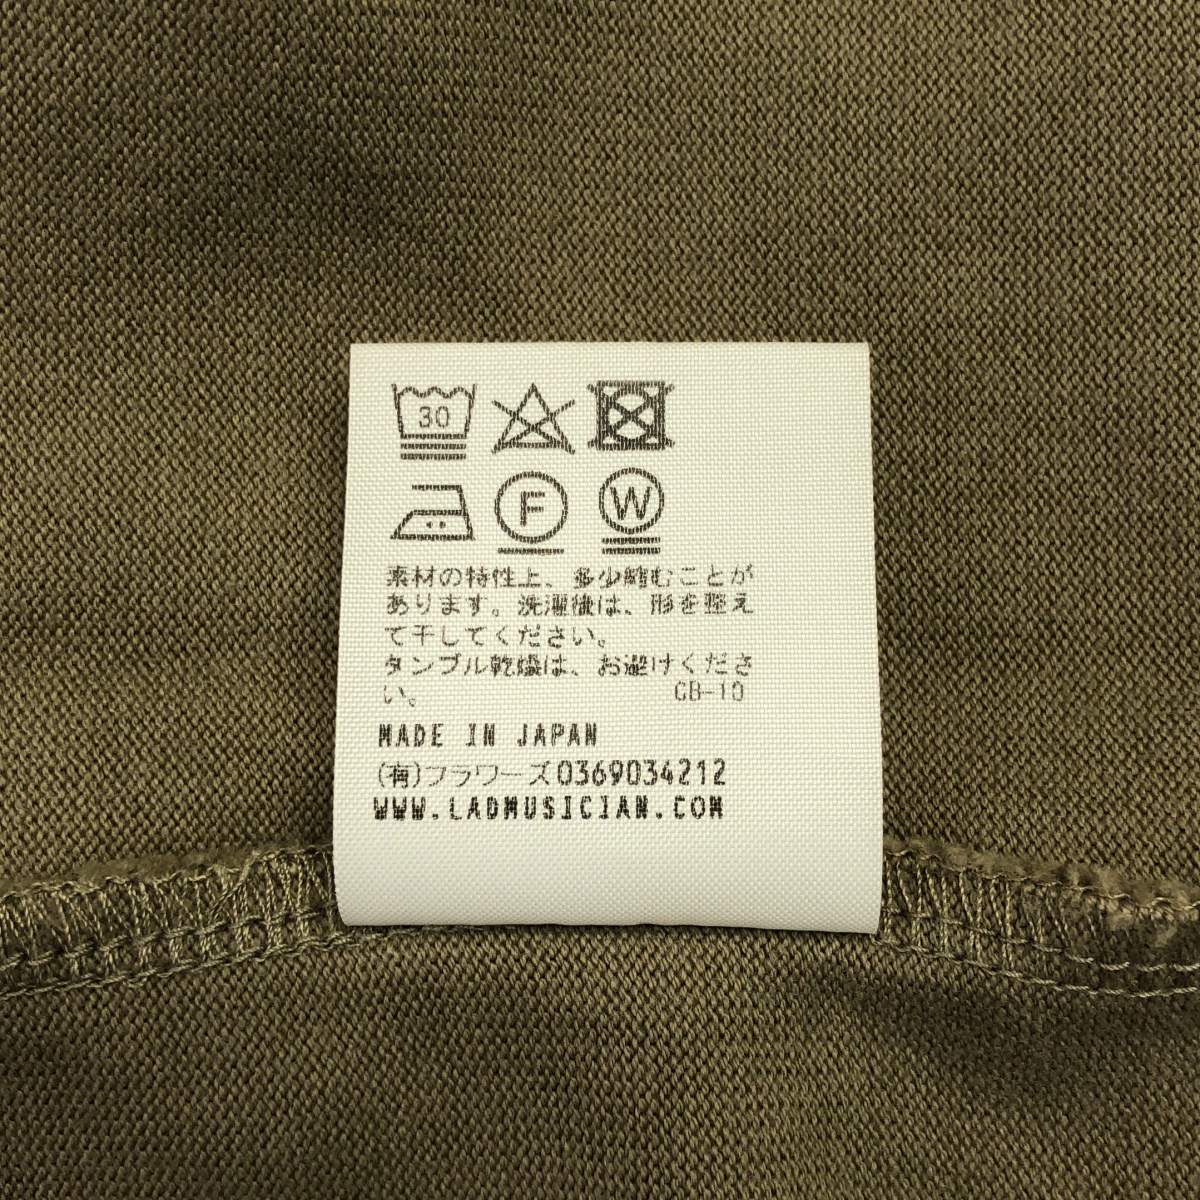 30
F W
素材の特性上、多少縮むことが
あります。洗濯後は、形を整え
て干してください。
タンブル乾燥は、お避けくださ
い。 GB-10
MADE IN JAPAN
(有)フラワーズ0369034212
WWW.LADMUSICIAN.COM